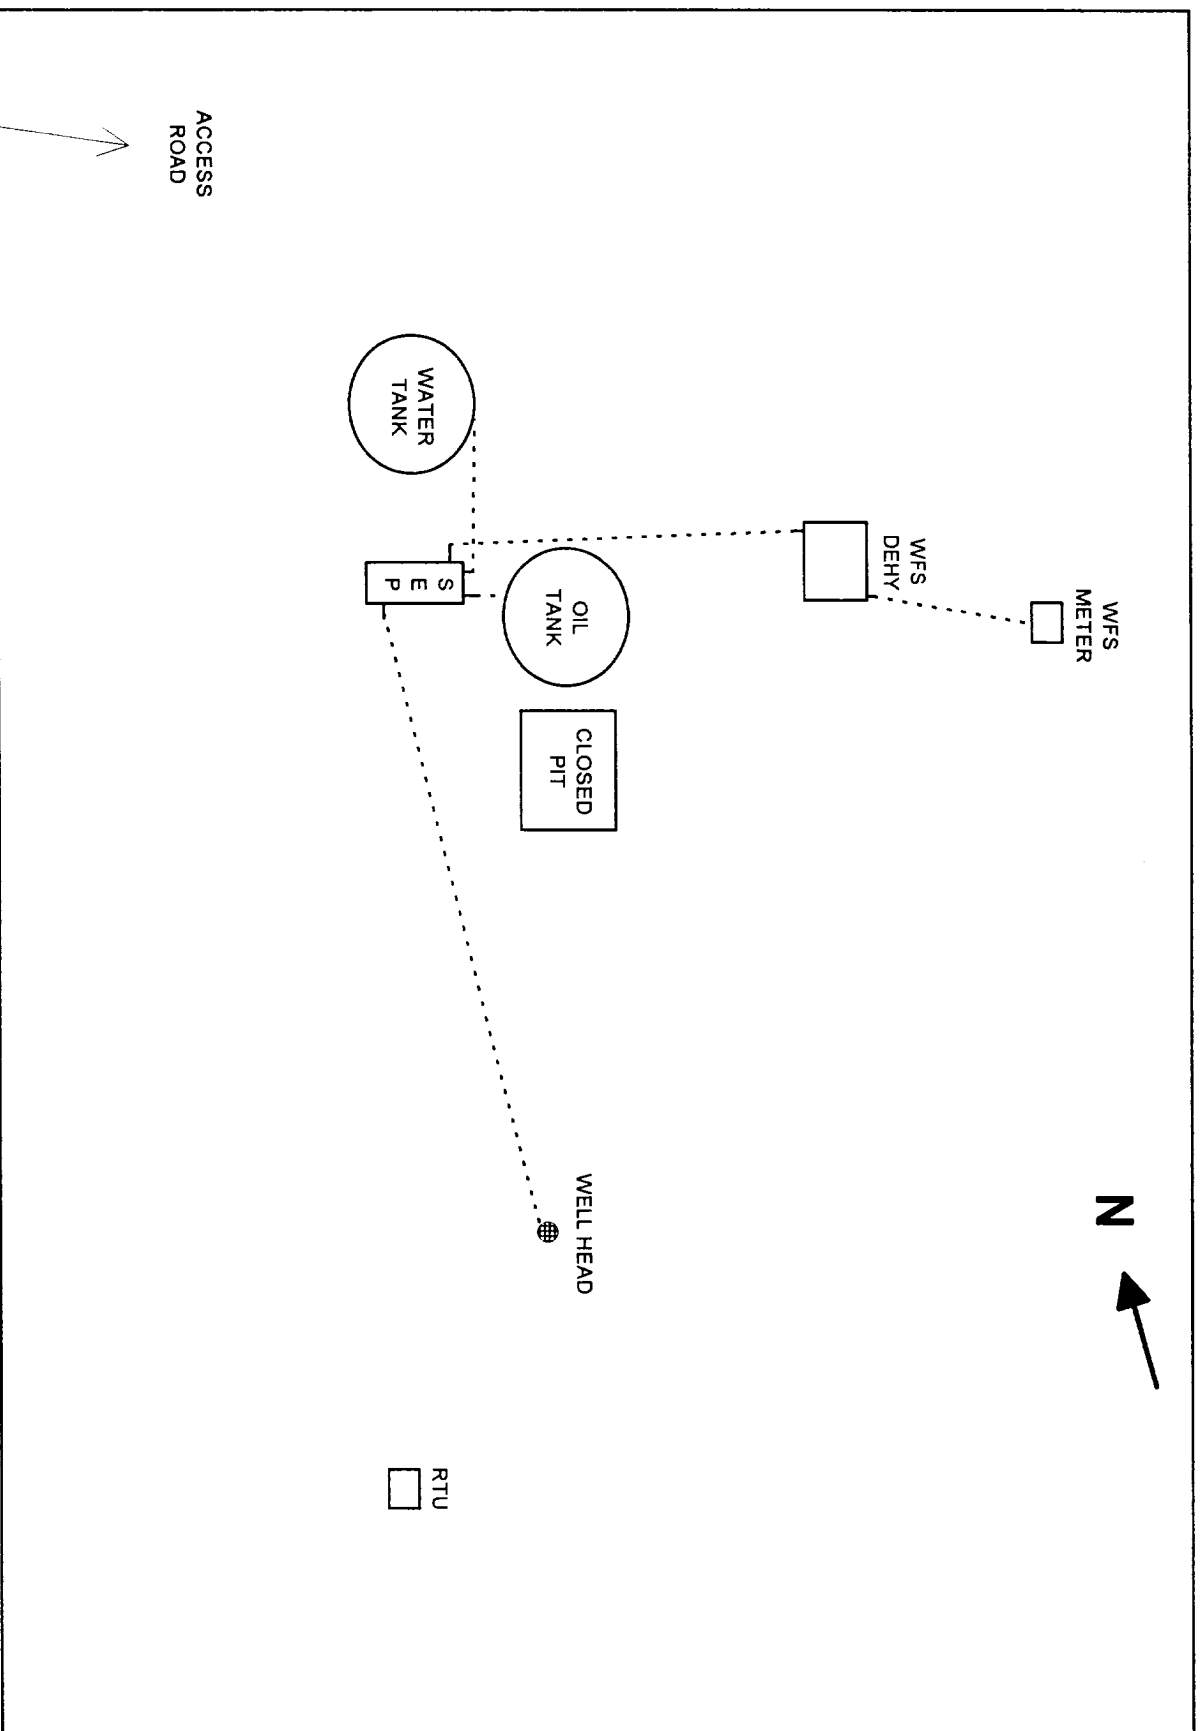 ACCESS
ROAD
WFS
METER
WFS
DEHY
WATER
TANK
OIL
TANK
S
E
P
CLOSED
PIT
WELL HEAD
N
RTU